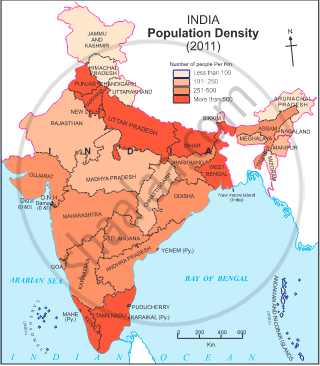 INDIA
Population Density
(2011)
N
Number of people Per Km.
Less than 100
101- 250
251-500
More than 500
JAMMU
AND
KASHMIR
HIMACHAL
PRADESH
PUNJAB
CHANDIGARH
UTTARAKHAND
NEW DELHI
ARUNACHAL
PRADESH
RAJASTHAN
UTTAR PRADESH
SIKKIM
ASSAM
NAGALAND
MEGHALAYA
MANIPUR
BIHAR
I N D I A
JHARKHAND
WEST
BENGAL
MIZORAM
GUJARAT
MADHYA PRADESH
CHHATTISGARH
ODISHA
New moore island
(India)
Diu
(D &D)
D.N.H.
Daman
(D &D)
MAHARASHTRA
TELANGANA
YENEM (Py.)
ANDHRA PRADESH
ARABIAN SEA
GOA
KARNATAKA
BAY OF BENGAL
PUDUCHERRY
KARAIKAL (Py.)
MAHE
(Py.)
TAMILNADU
KERALA
ANDAMAN AND NICOBAR ISLANDS
0 200 400 600
Km.
I N D I A N O C E A N